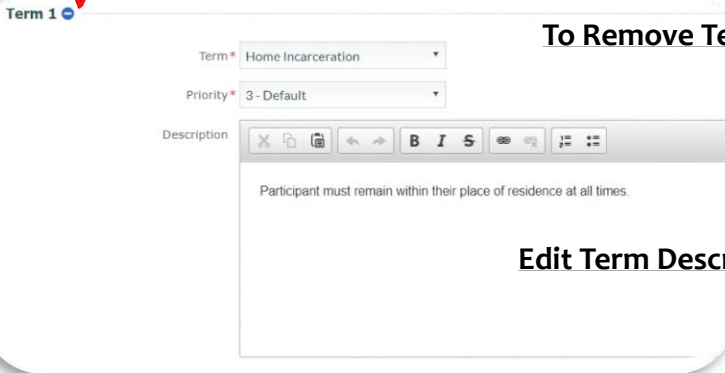 Term 1
To Remove Te
Term* Home Incarceration
Priority* 3 - Default
Description
B I S
Participant must remain within their place of residence at all times.
Edit Term Descr